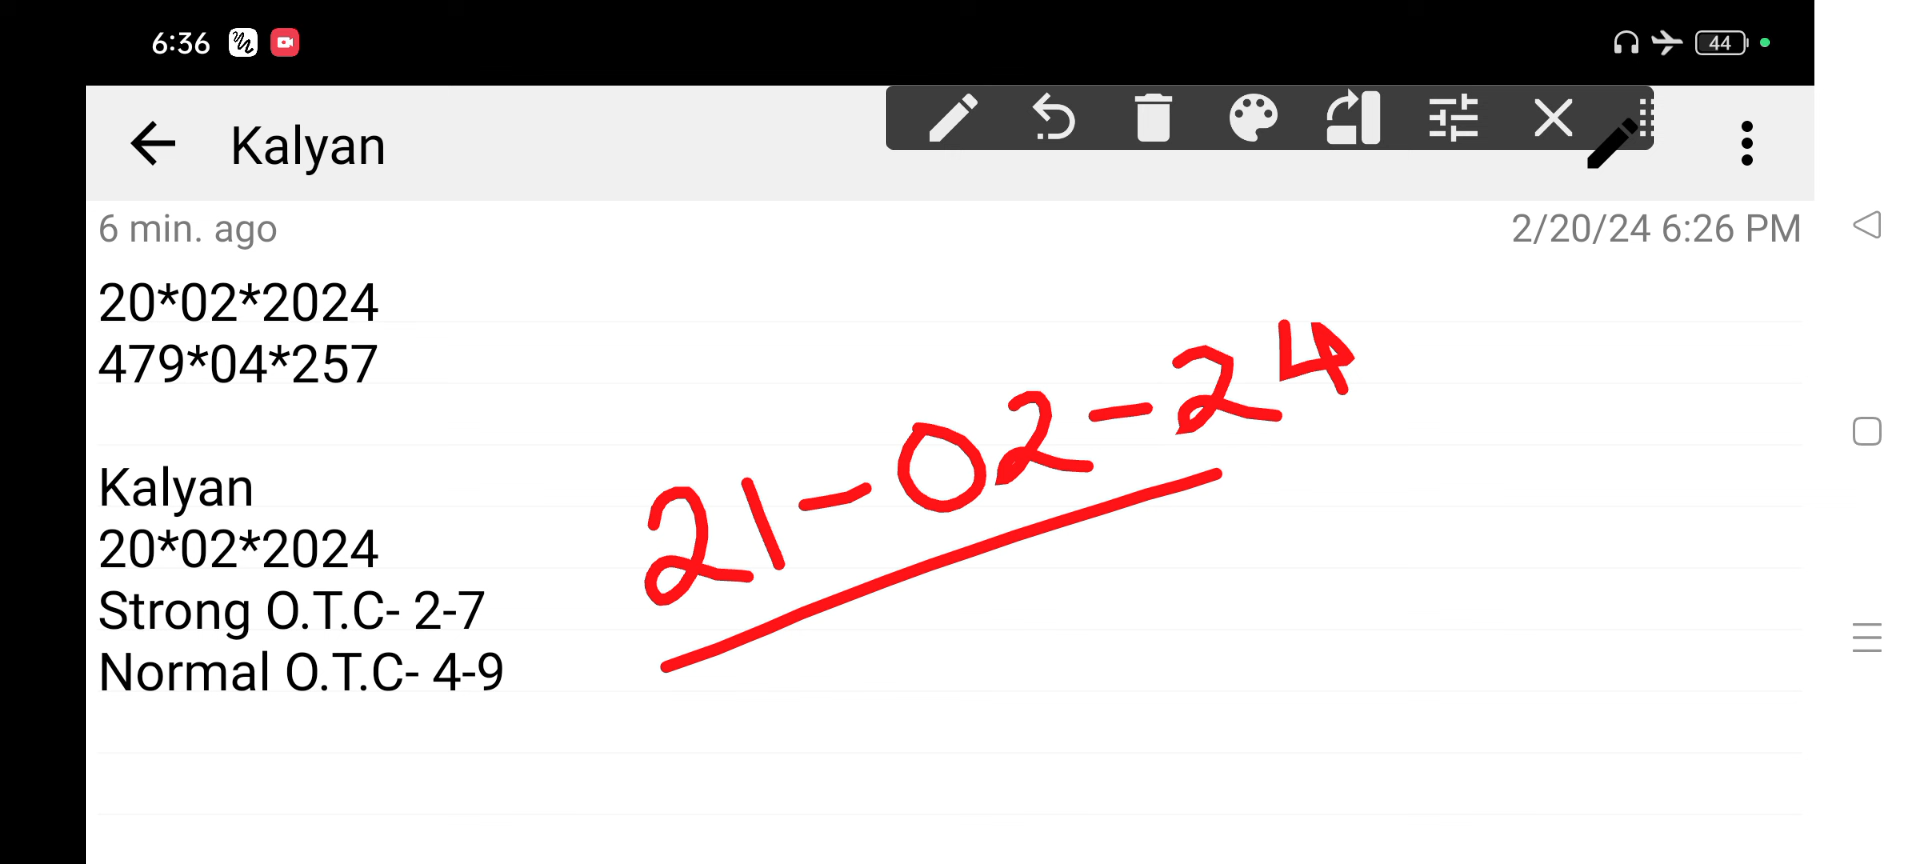 6:36
44
Kalyan
6 min. ago
2/20/24 6:26 PM
20*02*2024
479*04*257
21-02-24
Kalyan
20*02*2024
Strong O.T.C- 2-7
Normal O.T.C- 4-9